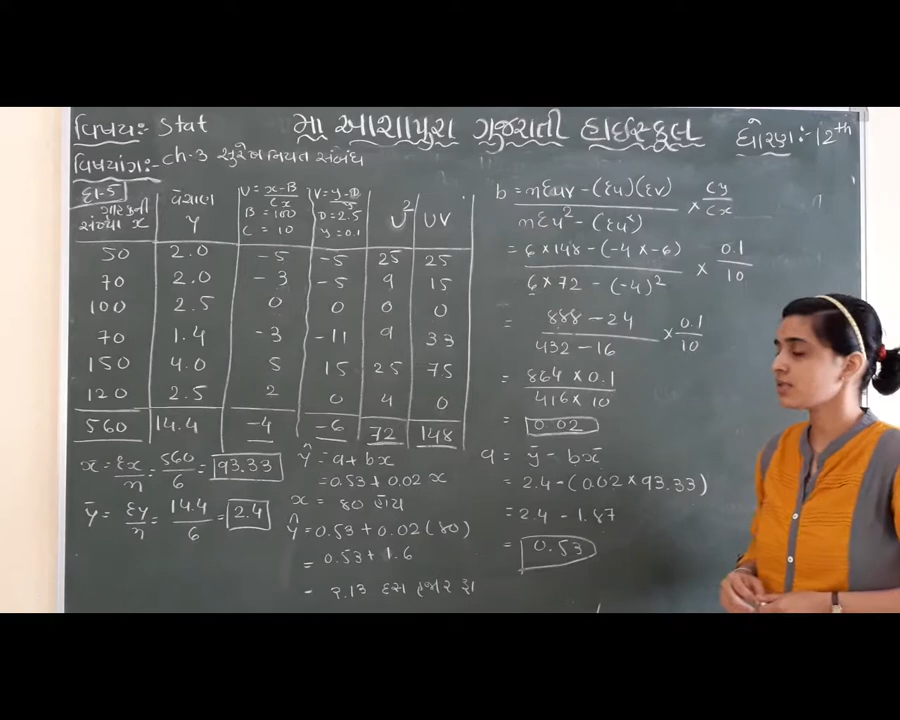 વિષય:- Stat
મા આશાપુરા ગુજરાતી હાઈસ્કૂલ
ધોરણ:- 12th
વિષયાંગ:- Ch-3 સુરેખ નિયત સંબંધ
દા-5
ગ્રાહકની સંખ્યા x | વેચાણ y | U = x-B/Cx B = 100 C = 10 | V = y-D/Cy D = 2.5 y = 0.1 | U² | UV
50 | 2.0 | -5 | -5 | 25 | 25
70 | 2.0 | -3 | -5 | 9 | 15
100 | 2.5 | 0 | 0 | 0 | 0
70 | 1.4 | -3 | -11 | 9 | 33
150 | 4.0 | 5 | 15 | 25 | 75
120 | 2.5 | 2 | 0 | 4 | 0
560 | 14.4 | -4 | -6 | 72 | 148
x̄ = Σx/n = 560/6 = 93.33
ȳ = Σy/n = 14.4/6 = 2.4
ŷ = a + bx
= 0.53 + 0.02 x
x = 80 હોય
ŷ = 0.53 + 0.02 (80)
= 0.53 + 1.6
= 2.13 દસ હજાર રૂા
b = nΣuv - (Σu)(Σv) / nΣu² - (Σu)² × Cy/Cx
= 6 × 148 - (-4 × -6) / 6 × 72 - (-4)² × 0.1/10
= 888 - 24 / 432 - 16 × 0.1/10
= 864 × 0.1 / 416 × 10
= 0.02
a = ȳ - bx̄
= 2.4 - (0.02 × 93.33)
= 2.4 - 1.87
= 0.53